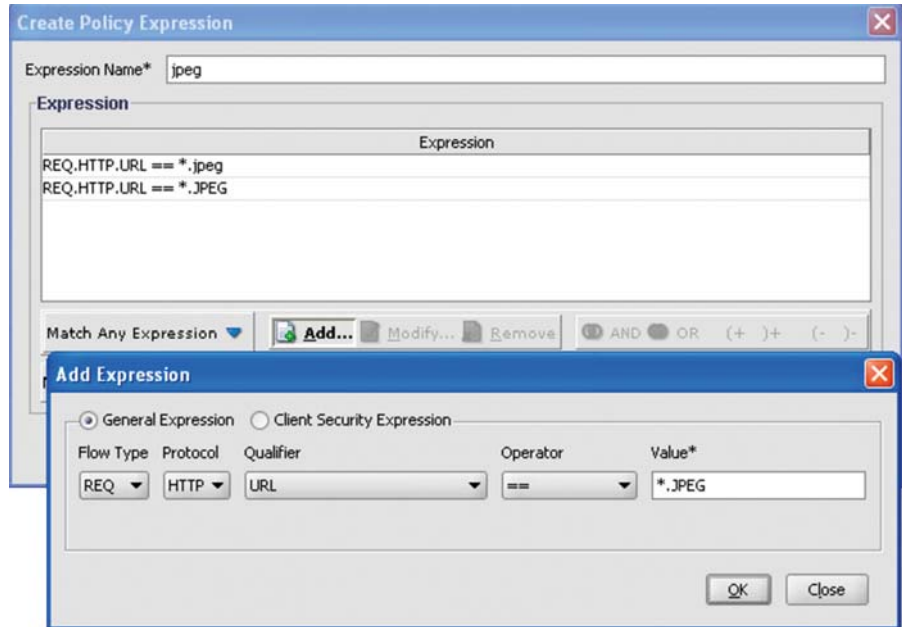 Create Policy Expression
Expression Name* jpeg
Expression
Expression
REQ.HTTP.URL == *.jpeg
REQ.HTTP.URL == *.JPEG
Match Any Expression Add... Modify... Remove AND OR (+ )+ (- )-
Add Expression
General Expression Client Security Expression
Flow Type Protocol Qualifier Operator Value*
REQ HTTP URL == *.JPEG
OK Close